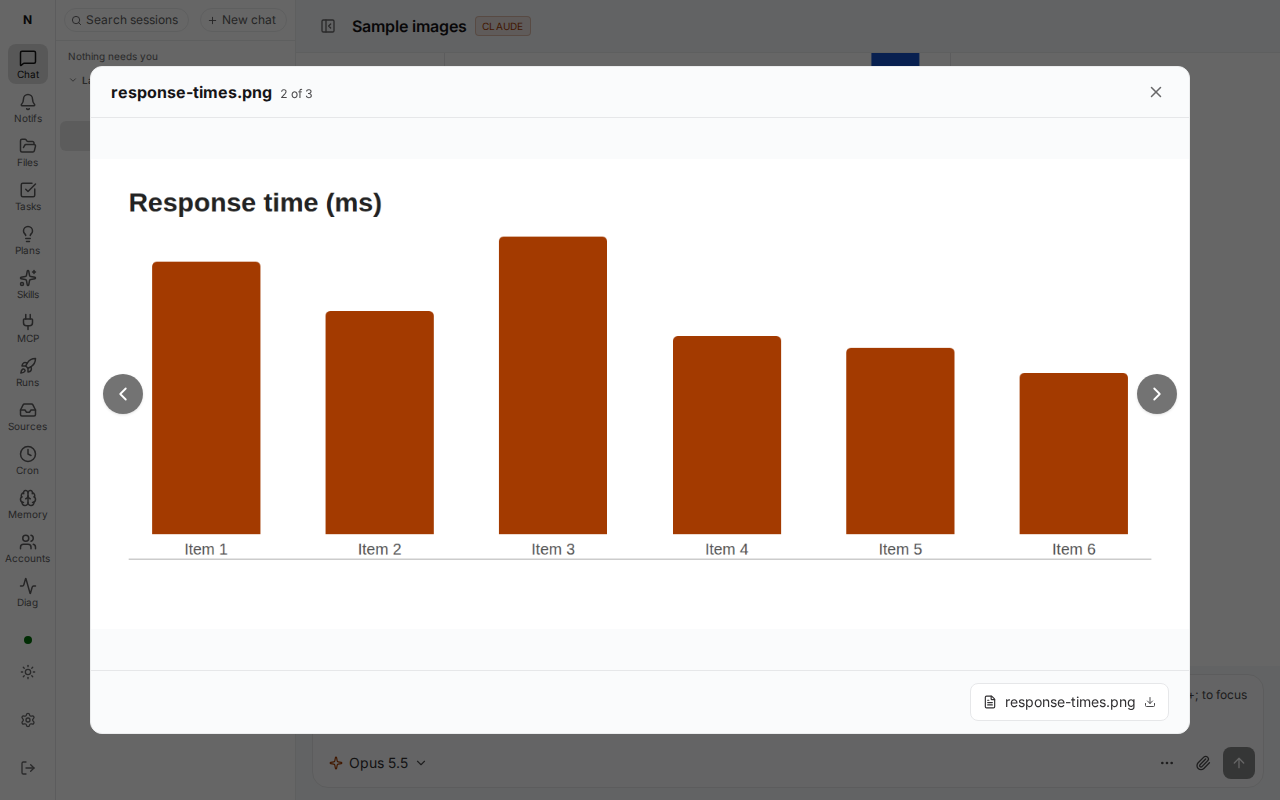 N
Search sessions
New chat
Sample images
CLAUDE
Nothing needs you
Chat
response-times.png
2 of 3
Notifs
Files
Tasks
Plans
Skills
MCP
Runs
Sources
Cron
Memory
Accounts
Diag
Response time (ms)
Item 1
Item 2
Item 3
Item 4
Item 5
Item 6
response-times.png
to focus
Opus 5.5